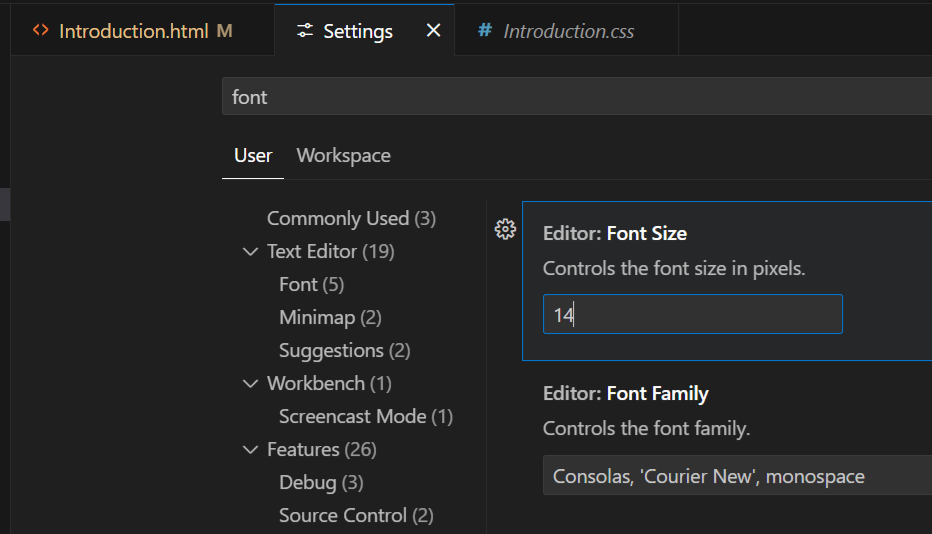 Introduction.html M Settings Introduction.css
font
User Workspace
Commonly Used (3)
Text Editor (19)
Font (5)
Minimap (2)
Suggestions (2)
Workbench (1)
Screencast Mode (1)
Features (26)
Debug (3)
Source Control (2)
Editor: Font Size
Controls the font size in pixels.
14
Editor: Font Family
Controls the font family.
Consolas, 'Courier New', monospace